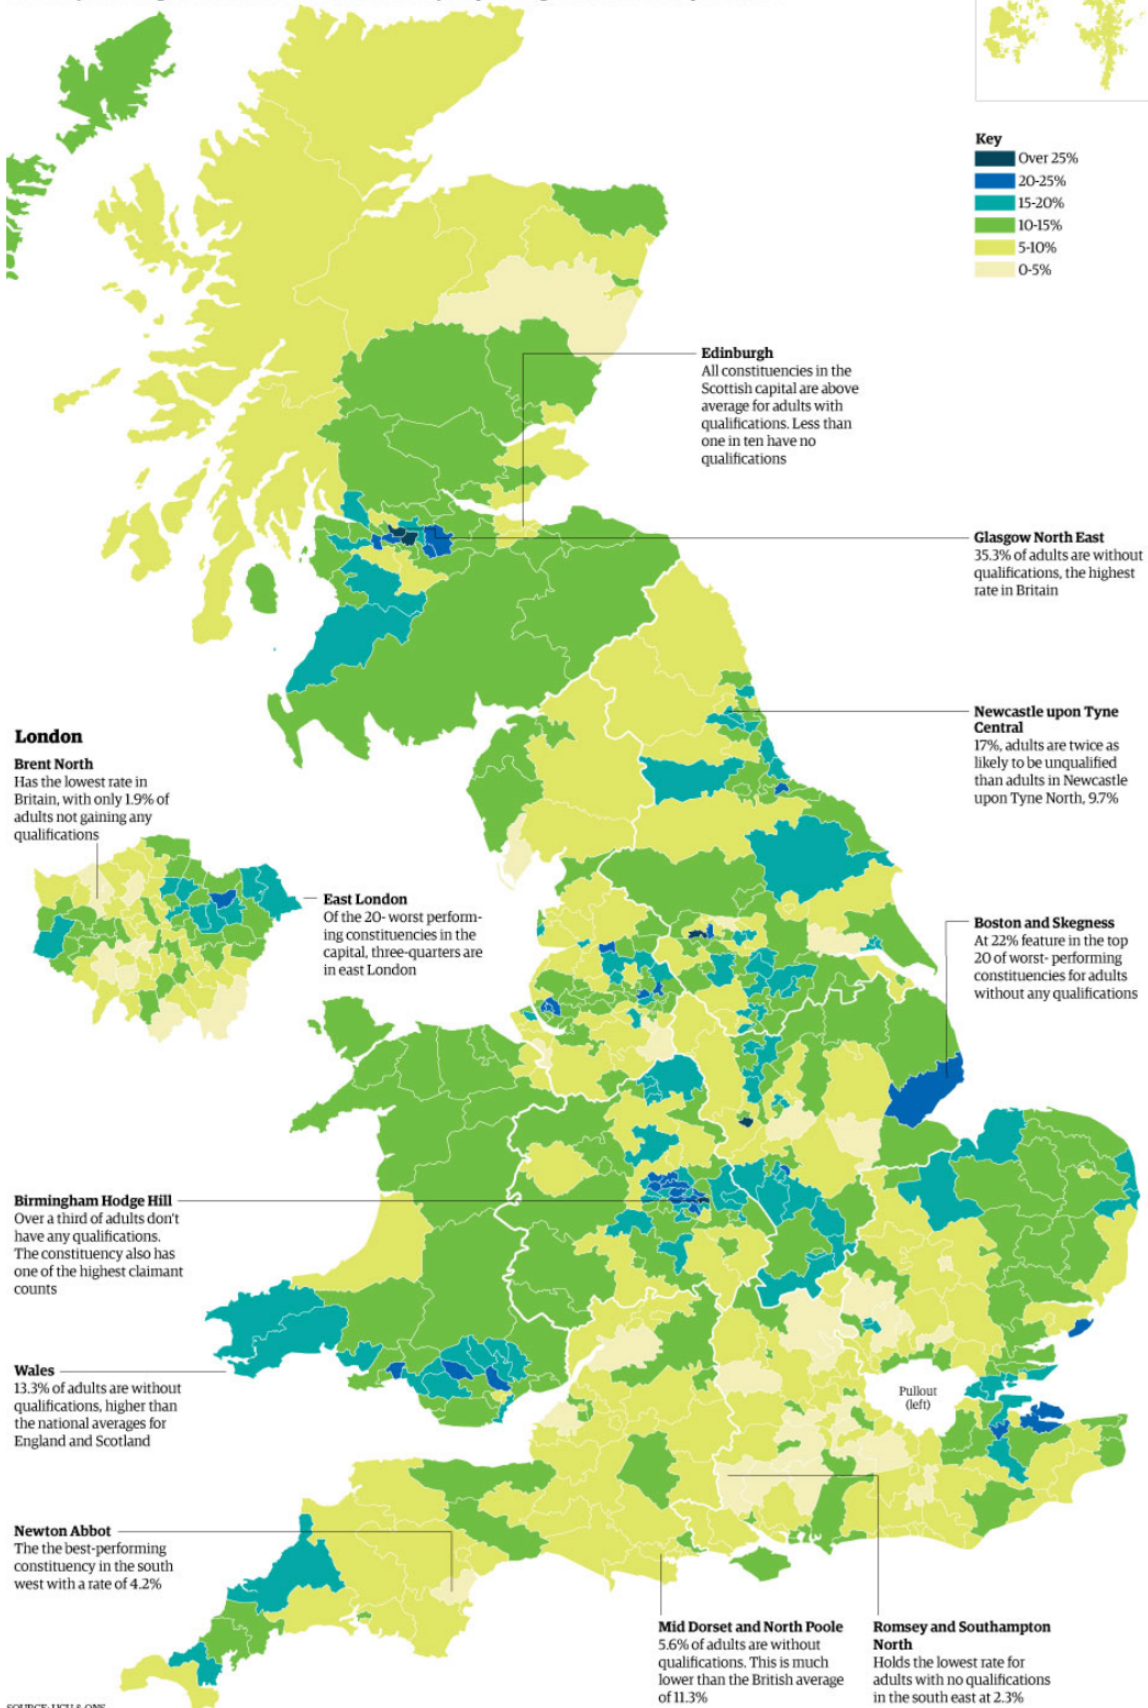 Key
Over 25%
20-25%
15-20%
10-15%
5-10%
0-5%
Edinburgh
All constituencies in the
Scottish capital are above
average for adults with
qualifications. Less than
one in ten have no
qualifications
Glasgow North East
35.3% of adults are without
qualifications, the highest
rate in Britain
Newcastle upon Tyne
Central
17%, adults are twice as
likely to be unqualified
than adults in Newcastle
upon Tyne North, 9.7%
London
Brent North
Has the lowest rate in
Britain, with only 1.9% of
adults not gaining any
qualifications
East London
Of the 20- worst perform-
ing constituencies in the
capital, three-quarters are
in east London
Boston and Skegness
At 22% feature in the top
20 of worst- performing
constituencies for adults
without any qualifications
Birmingham Hodge Hill
Over a third of adults don't
have any qualifications.
The constituency also has
one of the highest claimant
counts
Wales
13.3% of adults are without
qualifications, higher than
the national averages for
England and Scotland
Pullout
(left)
Newton Abbot
The the best-performing
constituency in the south
west with a rate of 4.2%
Mid Dorset and North Poole
5.6% of adults are without
qualifications. This is much
lower than the British average
of 11.3%
Romsey and Southampton
North
Holds the lowest rate for
adults with no qualifications
in the south east at 2.3%
SOURCE: UCU & ONS